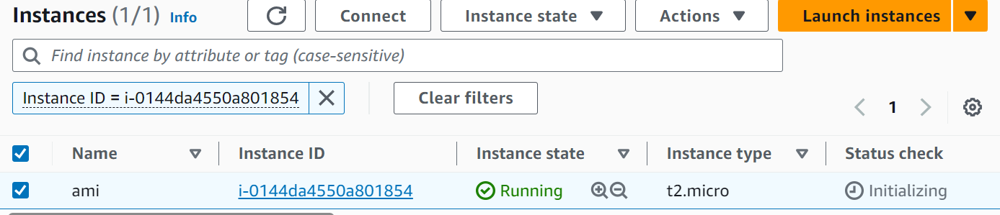 Instances (1/1) Info Connect Instance state Actions Launch instances
Find instance by attribute or tag (case-sensitive)
Instance ID = i-0144da4550a801854 Clear filters 1
Name Instance ID Instance state Instance type Status check
ami i-0144da4550a801854 Running t2.micro Initializing